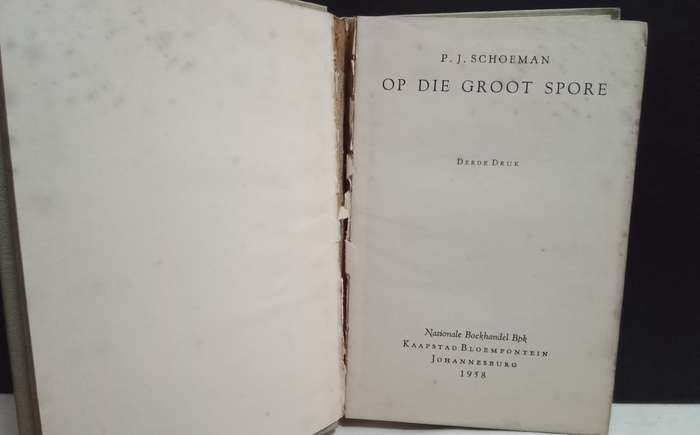 P. J. SCHOEMAN
OP DIE GROOT SPORE
DERDE DRUK
Nasionale Boekhandel Bpk
KAAPSTAD BLOEMFONTEIN
JOHANNESBURG
1958